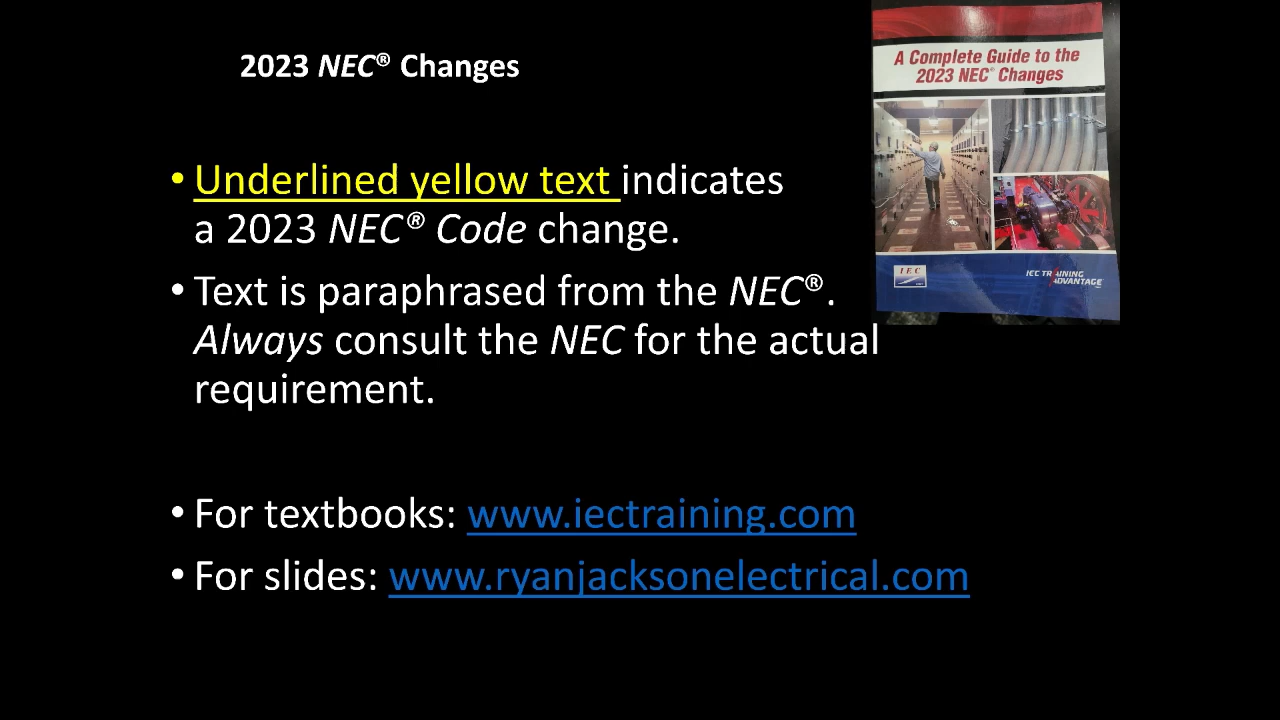 2023 NEC® Changes
A Complete Guide to the
2023 NEC® Changes
• Underlined yellow text indicates
a 2023 NEC® Code change.
• Text is paraphrased from the NEC®.
Always consult the NEC for the actual
requirement.
IEC
IEC TRAINING
ADVANTAGE
• For textbooks: www.iectraining.com
• For slides: www.ryanjacksonelectrical.com